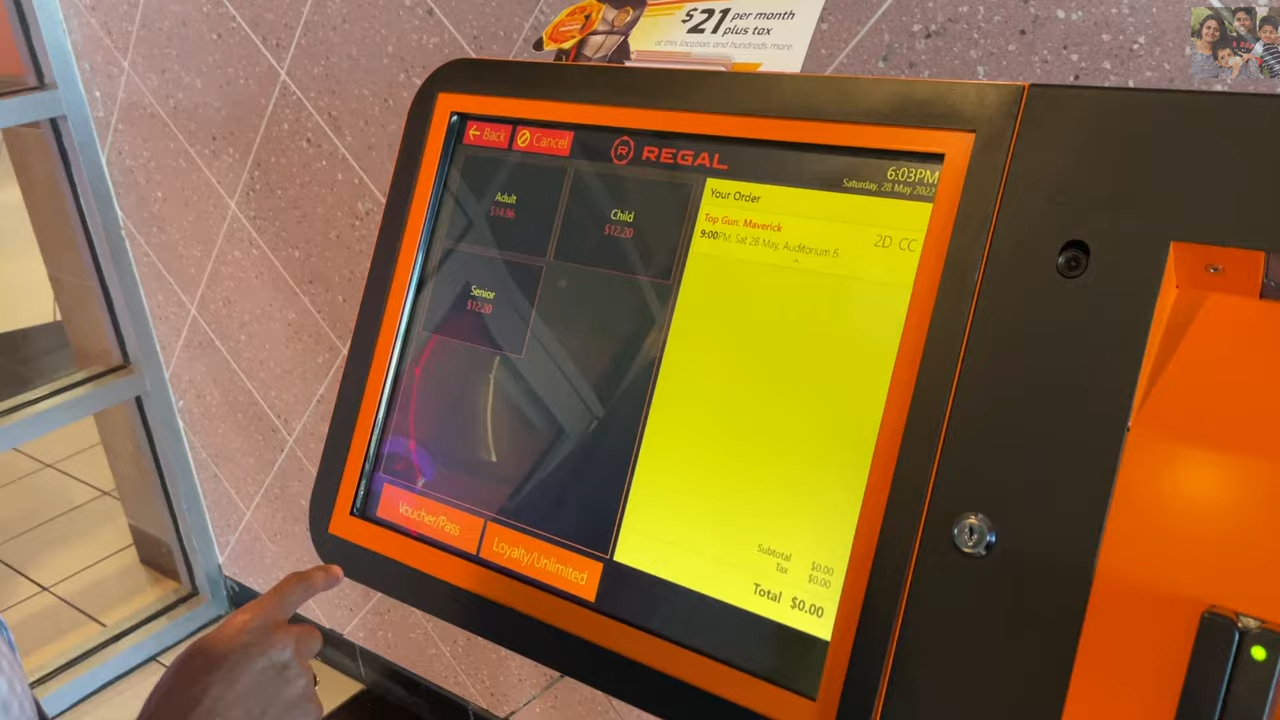 $21 per month
plus tax
at this location, and hundreds more.
Back
Cancel
R REGAL
6:03PM
Saturday, 28 May 2022
Adult
$14.86
Child
$12.20
Senior
$12.20
Your Order
Top Gun: Maverick
9:00PM, Sat 28 May, Auditorium 6
2D CC
Subtotal $0.00
Tax $0.00
Total $0.00
Voucher/Pass
Loyalty/Unlimited